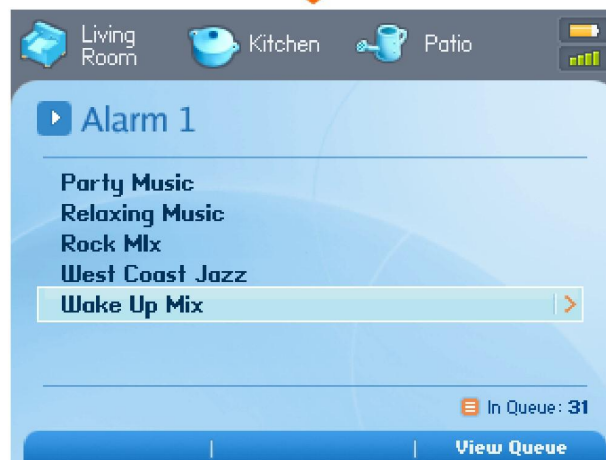 Living
Room
Kitchen
Patio
Alarm 1
Party Music
Relaxing Music
Rock MIx
West Coast Jazz
Wake Up Mix
In Queue: 31
View Queue